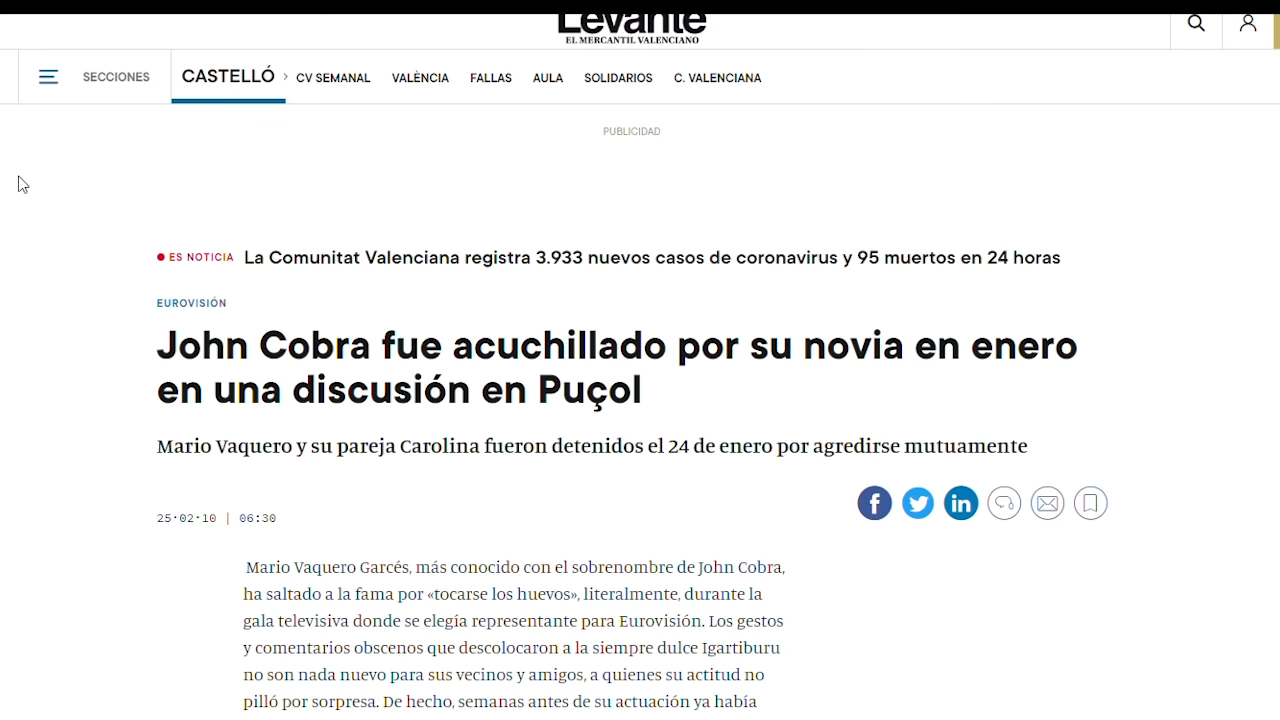 Levante
EL MERCANTIL VALENCIANO
SECCIONES
CASTELLÓ
CV SEMANAL
VALÈNCIA
FALLAS
AULA
SOLIDARIOS
C. VALENCIANA
PUBLICIDAD
ES NOTICIA La Comunitat Valenciana registra 3.933 nuevos casos de coronavirus y 95 muertos en 24 horas
EUROVISIÓN
John Cobra fue acuchillado por su novia en enero
en una discusión en Puçol
Mario Vaquero y su pareja Carolina fueron detenidos el 24 de enero por agredirse mutuamente
25·02·10 | 06:30
Mario Vaquero Garcés, más conocido con el sobrenombre de John Cobra,
ha saltado a la fama por «tocarse los huevos», literalmente, durante la
gala televisiva donde se elegía representante para Eurovisión. Los gestos
y comentarios obscenos que descolocaron a la siempre dulce Igartiburu
no son nada nuevo para sus vecinos y amigos, a quienes su actitud no
pilló por sorpresa. De hecho, semanas antes de su actuación ya había